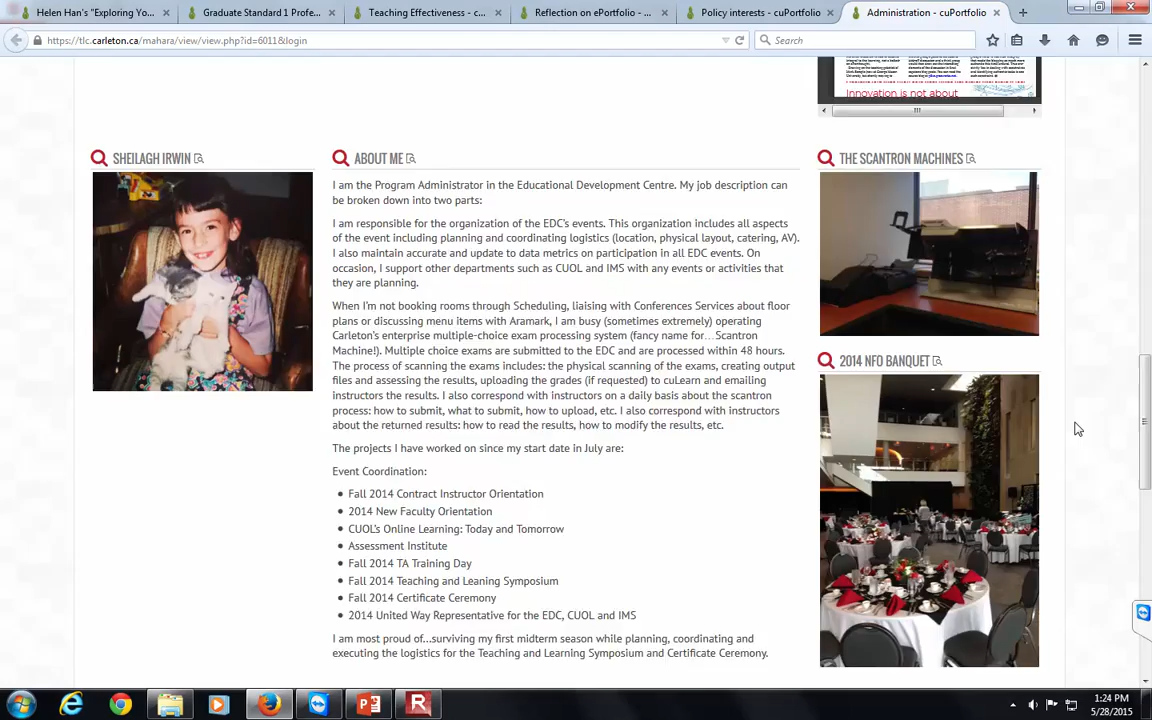 Helen Han's "Exploring Yo...
Graduate Standard 1 Profe...
Teaching Effectiveness - c...
Reflection on ePortfolio - ...
Policy interests - cuPortfolio
Administration - cuPortfolio
https://tlc.carleton.ca/mahara/view/view.php?id=6011&login
Search
Innovation is not about
SHEILAGH IRWIN
ABOUT ME
I am the Program Administrator in the Educational Development Centre. My job description can
be broken down into two parts:
I am responsible for the organization of the EDC's events. This organization includes all aspects
of the event including planning and coordinating logistics (location, physical layout, catering, AV).
I also maintain accurate and update to data metrics on participation in all EDC events. On
occasion, I support other departments such as CUOL and IMS with any events or activities that
they are planning.
When I'm not booking rooms through Scheduling, liaising with Conferences Services about floor
plans or discussing menu items with Aramark, I am busy (sometimes extremely) operating
Carleton's enterprise multiple-choice exam processing system (fancy name for...Scantron
Machine!). Multiple choice exams are submitted to the EDC and are processed within 48 hours.
The process of scanning the exams includes: the physical scanning of the exams, creating output
files and assessing the results, uploading the grades (if requested) to cuLearn and emailing
instructors the results. I also correspond with instructors on a daily basis about the scantron
process: how to submit, what to submit, how to upload, etc. I also correspond with instructors
about the returned results: how to read the results, how to modify the results, etc.
The projects I have worked on since my start date in July are:
Event Coordination:
• Fall 2014 Contract Instructor Orientation
• 2014 New Faculty Orientation
• CUOL's Online Learning: Today and Tomorrow
• Assessment Institute
• Fall 2014 TA Training Day
• Fall 2014 Teaching and Leaning Symposium
• Fall 2014 Certificate Ceremony
• 2014 United Way Representative for the EDC, CUOL and IMS
I am most proud of...surviving my first midterm season while planning, coordinating and
executing the logistics for the Teaching and Learning Symposium and Certificate Ceremony.
THE SCANTRON MACHINES
2014 NFO BANQUET
1:24 PM
5/28/2015